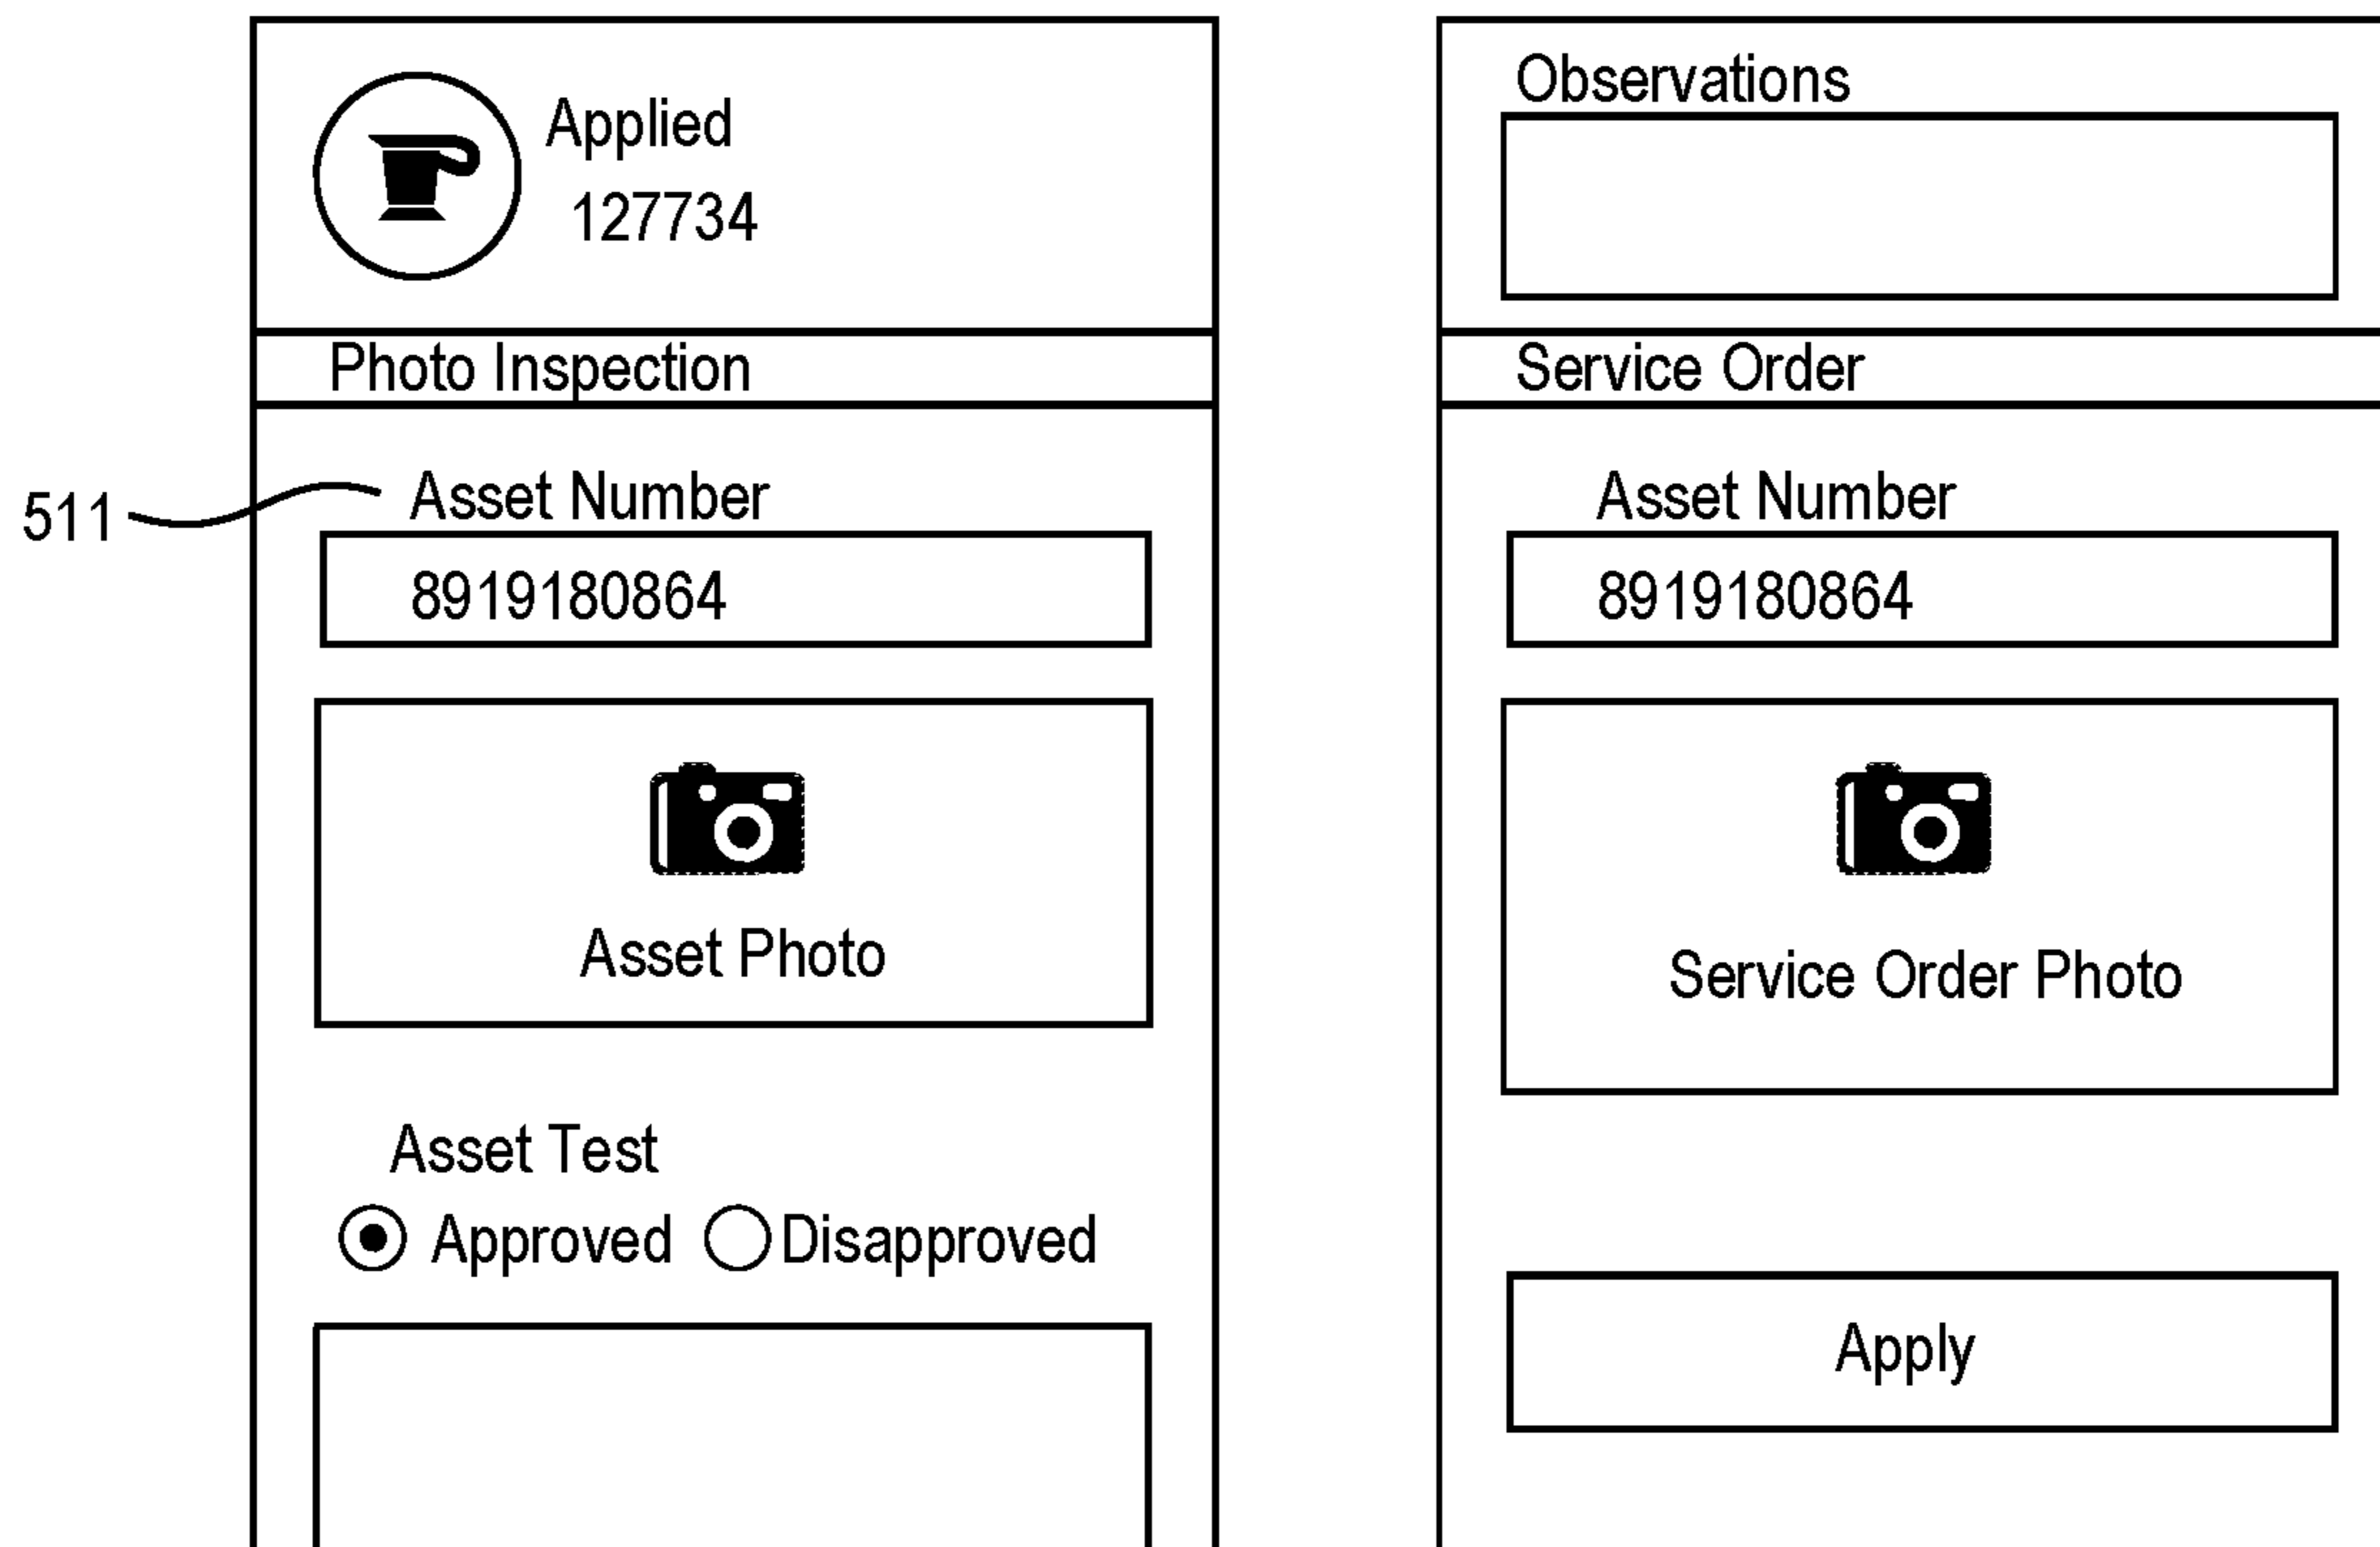 Applied
127734
Photo Inspection
511
Asset Number
8919180864
Asset Photo
Asset Test
Approved Disapproved
Observations
Service Order
Asset Number
8919180864
Service Order Photo
Apply